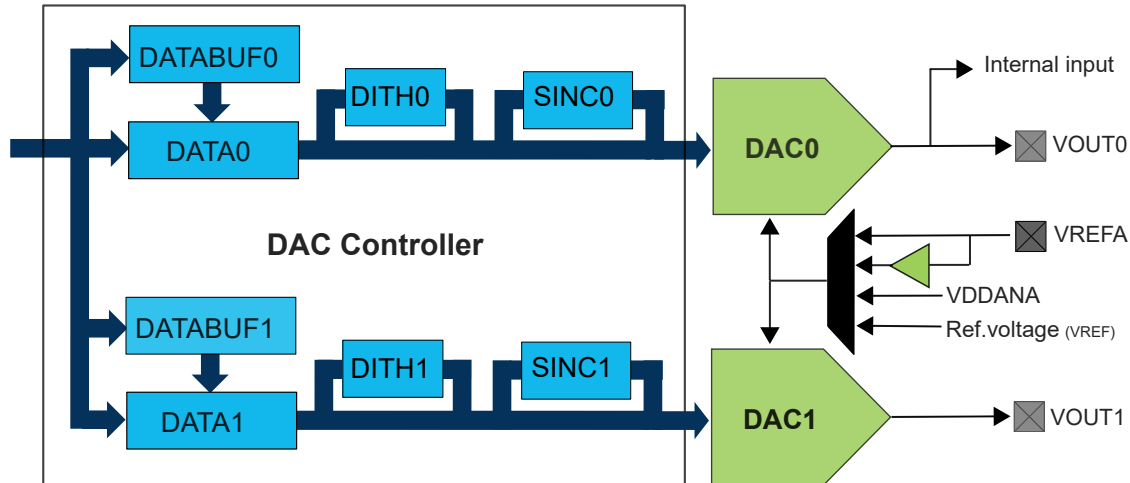 DATABUF0
DATA0
DITH0
SINC0
DAC0
Internal input
VOUT0
DAC Controller
VREFA
VDDANA
Ref.voltage (VREF)
DATABUF1
DATA1
DITH1
SINC1
DAC1
VOUT1